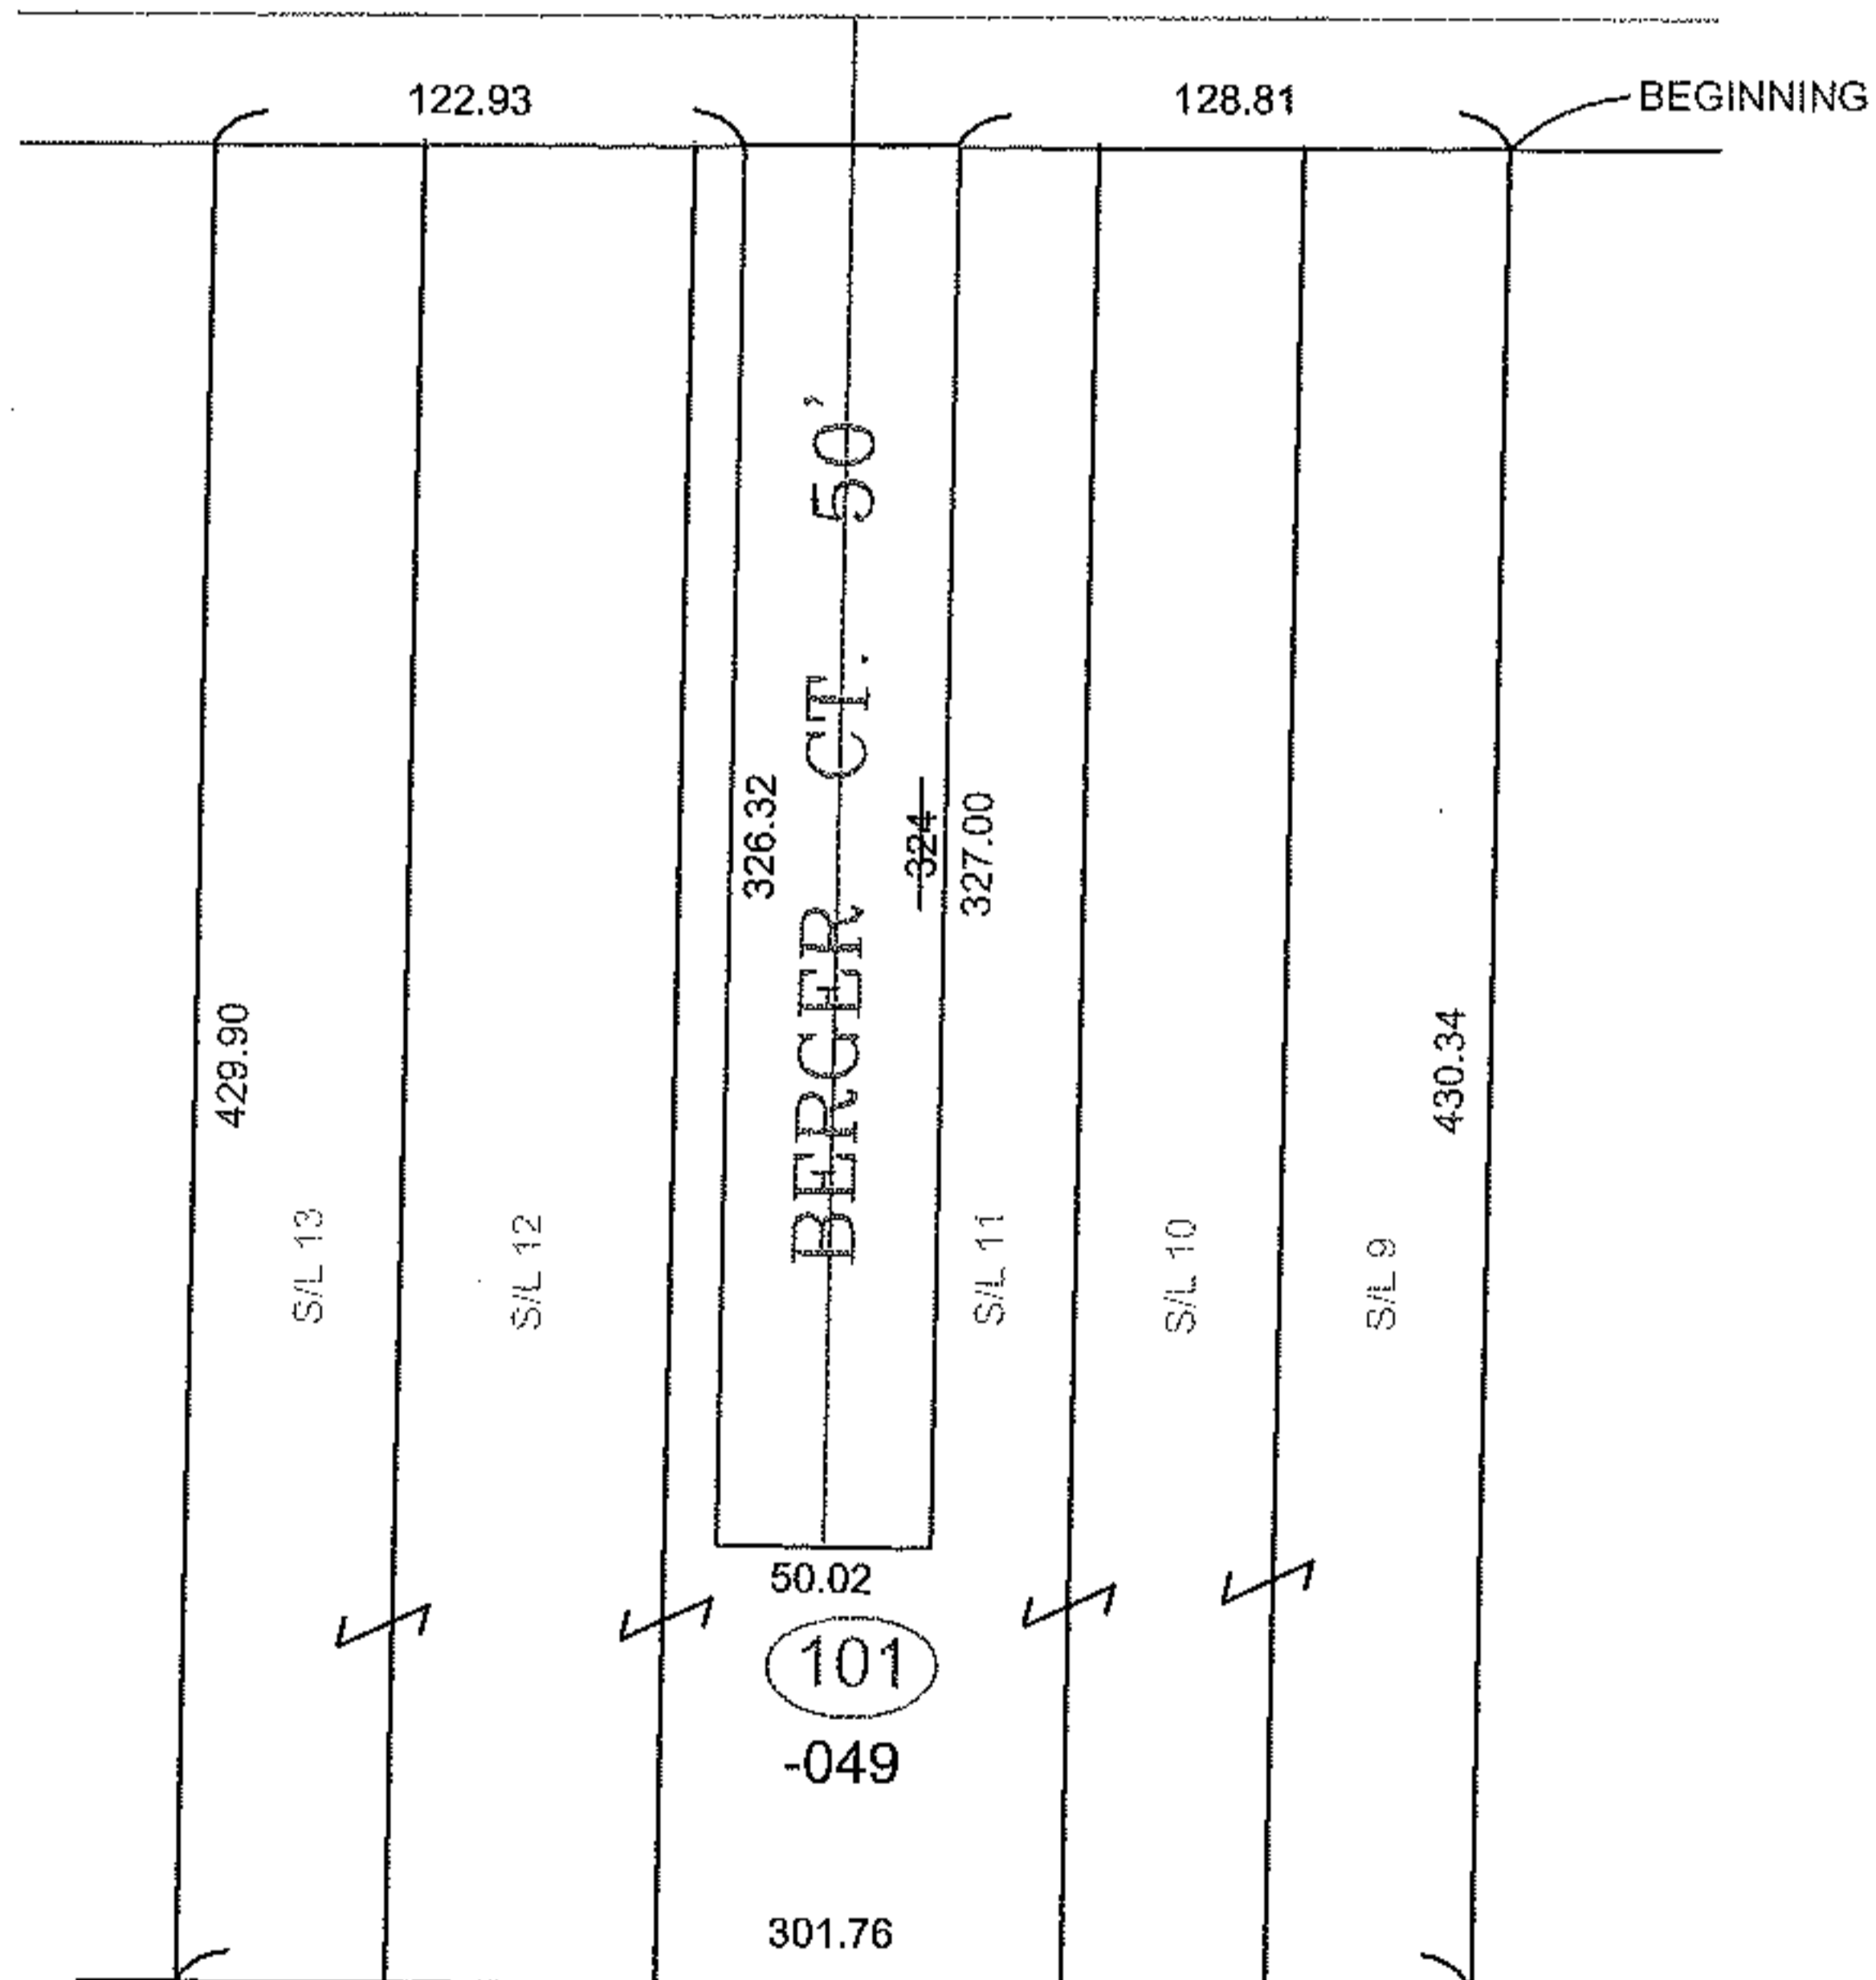 122.93
128.81
BEGINNING
BERGER CT. 50'
326.32
324
327.00
429.90
430.34
S/L 13
S/L 12
S/L 11
S/L 10
S/L 9
50.02
101
-049
301.76